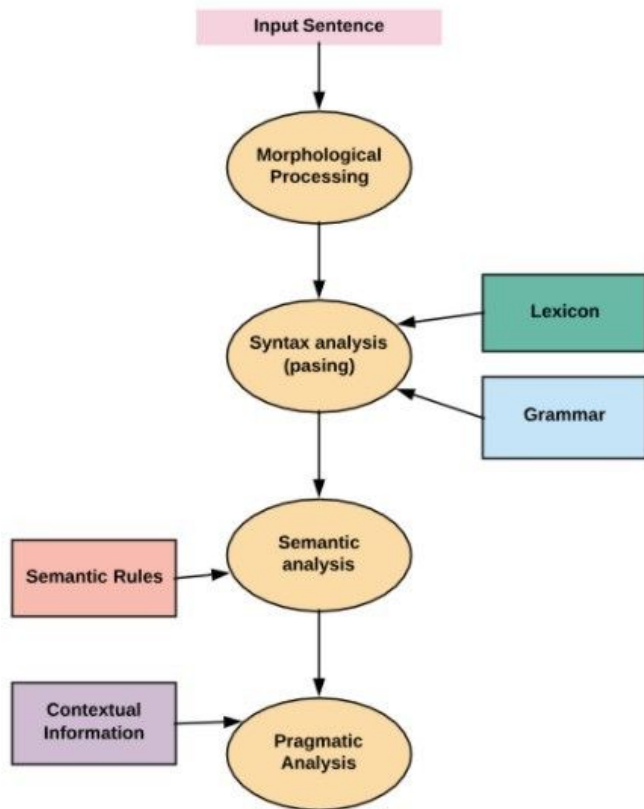 Input Sentence
Morphological
Processing
Lexicon
Syntax analysis
(pasing)
Grammar
Semantic
analysis
Semantic Rules
Contextual
Information
Pragmatic
Analysis